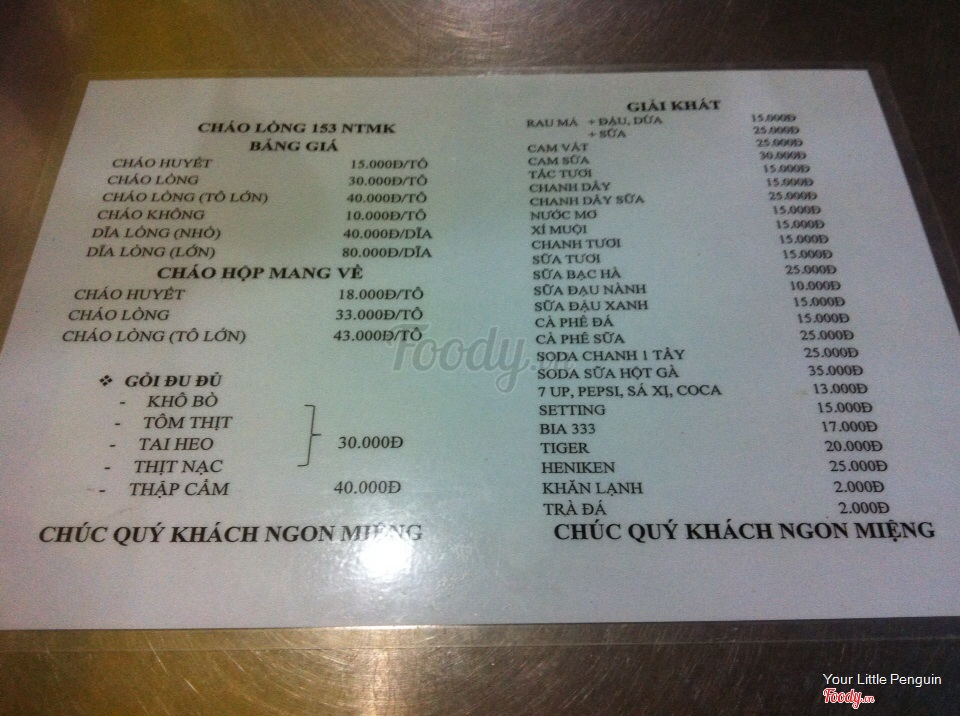 CHÁO LÒNG 153 NTMK
BẢNG GIÁ
CHÁO HUYẾT 15.000Đ/TÔ
CHÁO LÒNG 30.000Đ/TÔ
CHÁO LÒNG (TÔ LỚN) 40.000Đ/TÔ
CHÁO KHÔNG 10.000Đ/TÔ
DĨA LÒNG (NHỎ) 40.000Đ/DĨA
DĨA LÒNG (LỚN) 80.000Đ/DĨA
CHÁO HỘP MANG VỀ
CHÁO HUYẾT 18.000Đ/TÔ
CHÁO LÒNG 33.000Đ/TÔ
CHÁO LÒNG (TÔ LỚN) 43.000Đ/TÔ
❖ GỎI ĐU ĐỦ
- KHÔ BÒ
- TÔM THỊT
- TAI HEO 30.000Đ
- THỊT NẠC
- THẬP CẨM 40.000Đ
CHÚC QUÝ KHÁCH NGON MIỆNG
GIẢI KHÁT
RAU MÁ + ĐẬU, DỪA 15.000Đ
+ SỮA 25.000Đ
CAM VẮT 25.000Đ
CAM SỮA 30.000Đ
TẮC TƯƠI 15.000Đ
CHANH DÂY 15.000Đ
CHANH DÂY SỮA 25.000Đ
NƯỚC MƠ 15.000Đ
XÍ MUỘI 15.000Đ
CHANH TƯƠI 15.000Đ
SỮA TƯƠI 15.000Đ
SỮA BẠC HÀ 25.000Đ
SỮA ĐẬU NÀNH 10.000Đ
SỮA ĐẬU XANH 15.000Đ
CÀ PHÊ ĐÁ 15.000Đ
CÀ PHÊ SỮA 25.000Đ
SODA CHANH 1 TÂY 25.000Đ
SODA SỮA HỘT GÀ 35.000Đ
7 UP, PEPSI, SÁ XỊ, COCA 13.000Đ
SETTING 15.000Đ
BIA 333 17.000Đ
TIGER 20.000Đ
HENIKEN 25.000Đ
KHĂN LẠNH 2.000Đ
TRÀ ĐÁ 2.000Đ
CHÚC QUÝ KHÁCH NGON MIỆNG
Foody.vn
Your Little Penguin
Foody.vn